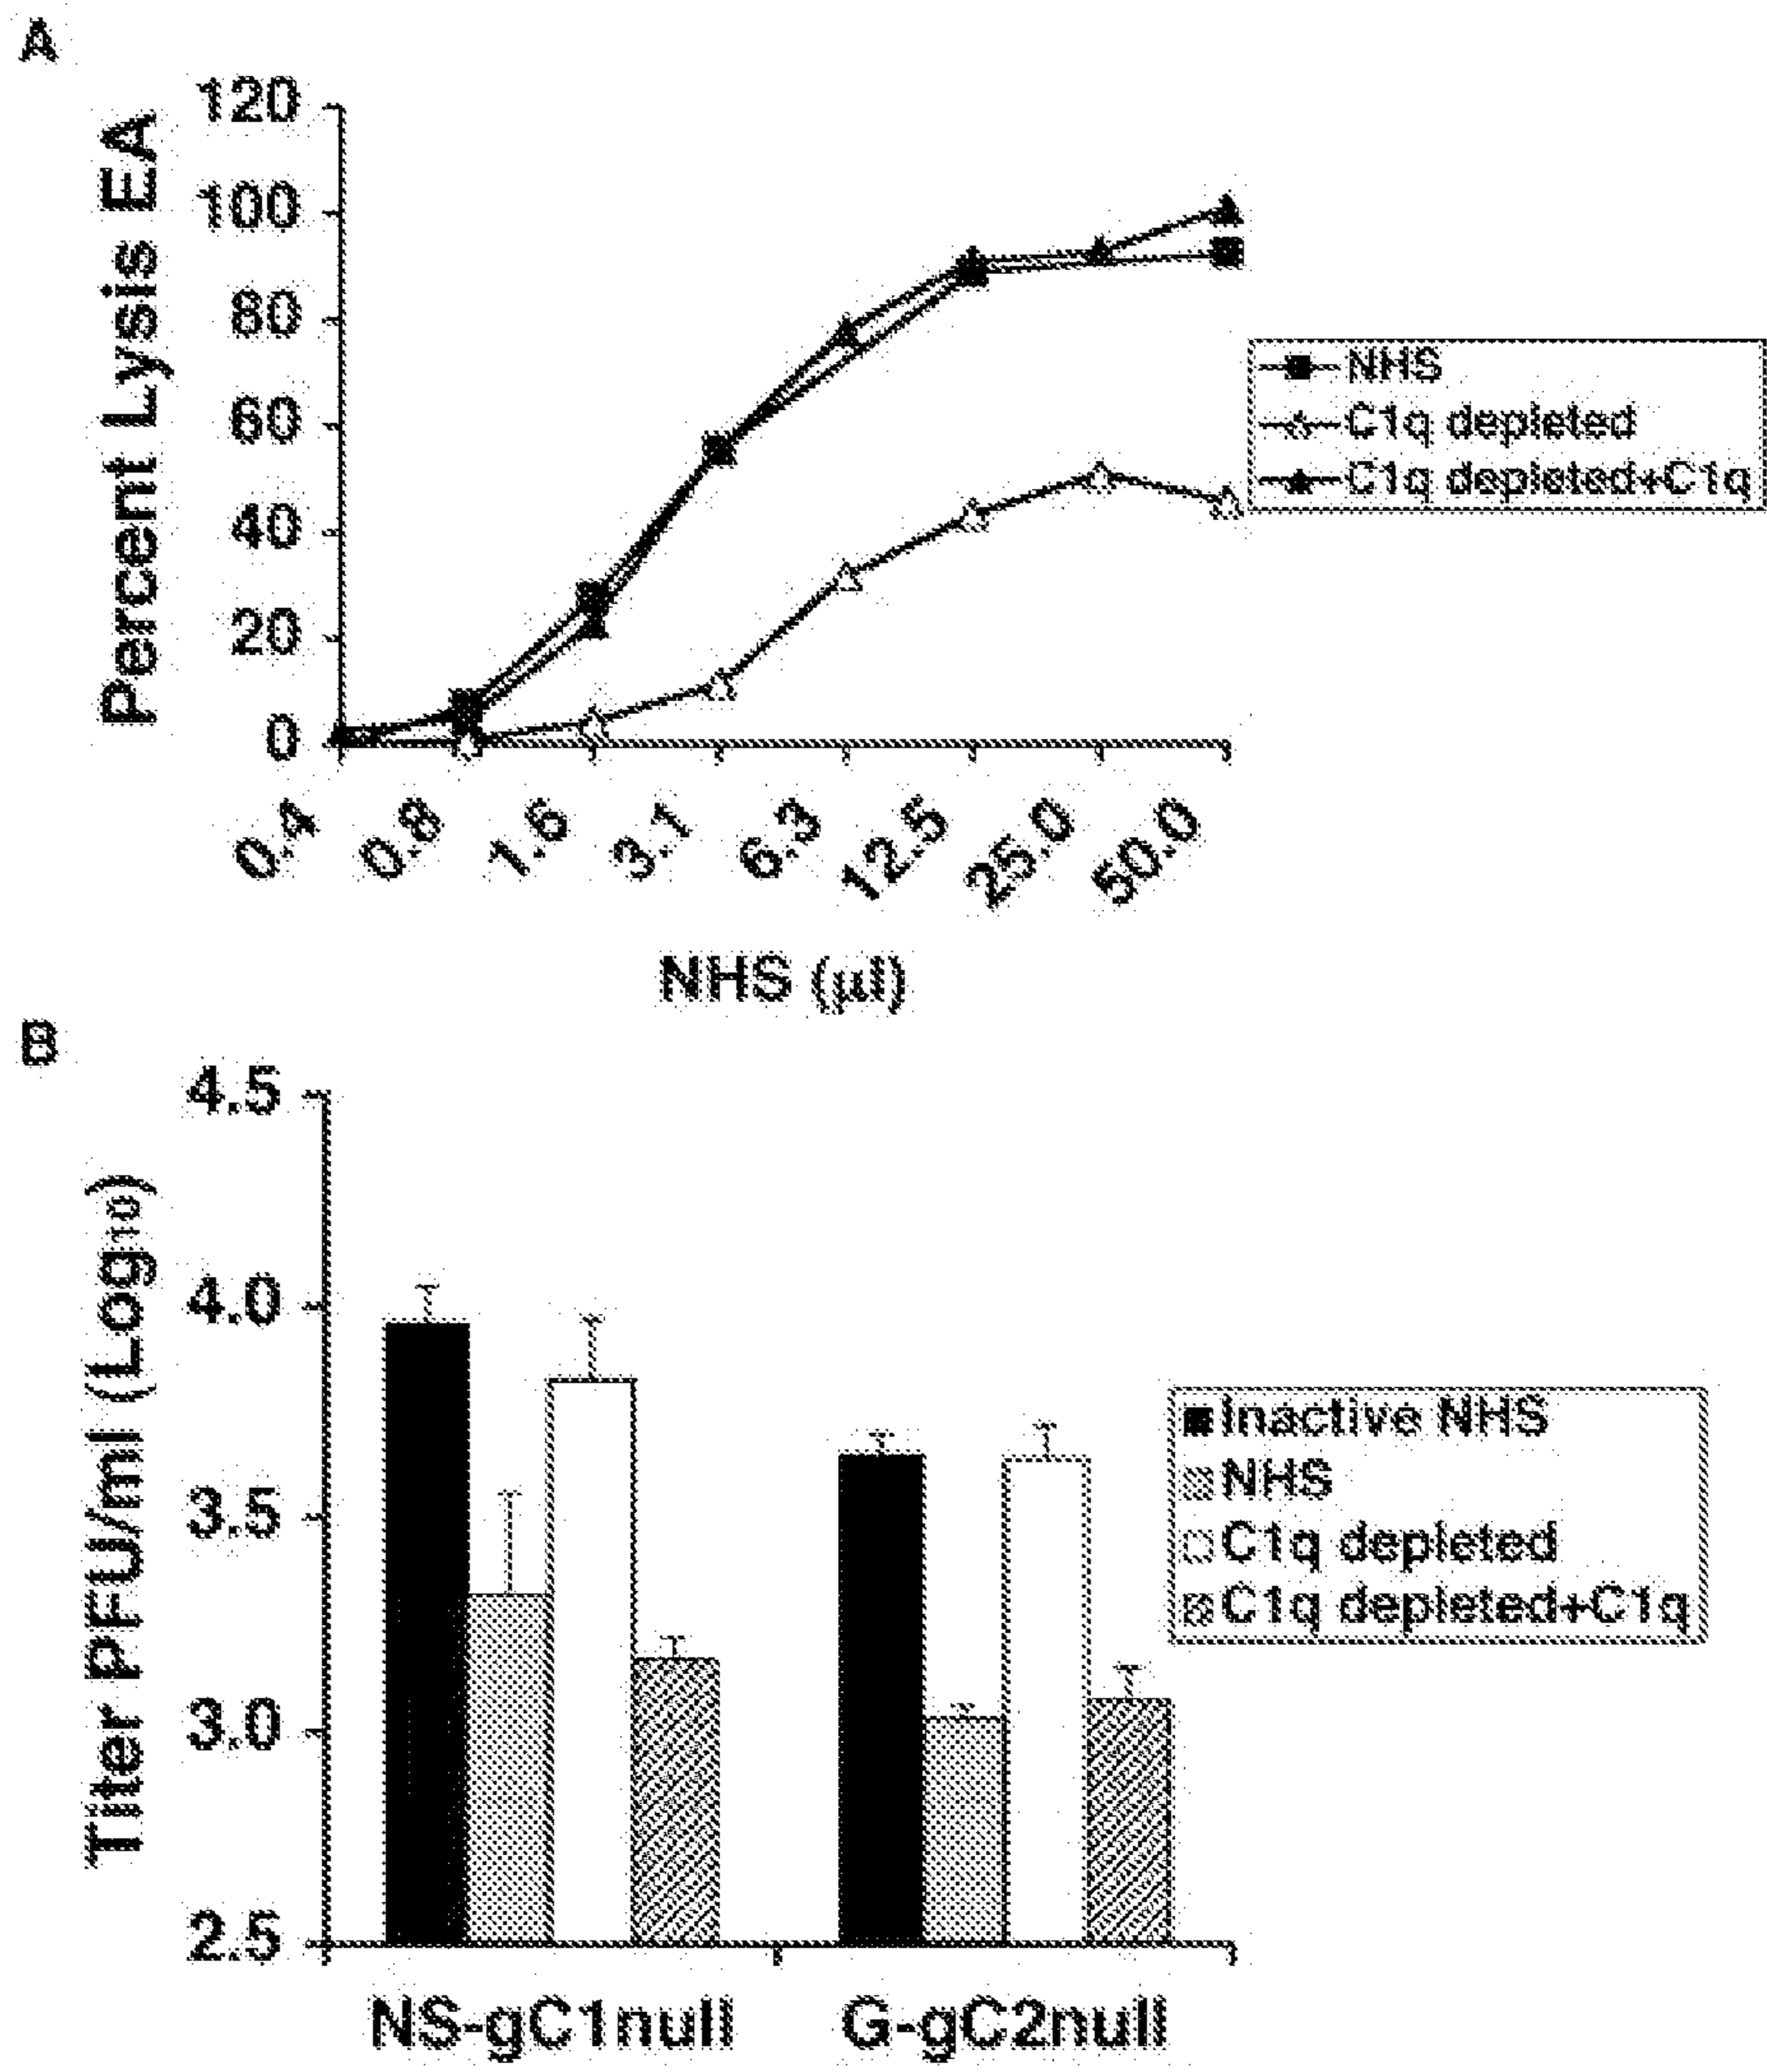 A
Percent Lysis EA
120
100
80
60
40
20
0
0.4 0.8 1.6 3.1 6.3 12.5 25.0 50.0
NHS (µl)
NHS
C1q depleted
C1q depleted+C1q
B
Titer PFU/ml (Log10)
4.5
4.0
3.5
3.0
2.5
NS-gC1null G-gC2null
Inactive NHS
NHS
C1q depleted
C1q depleted+C1q